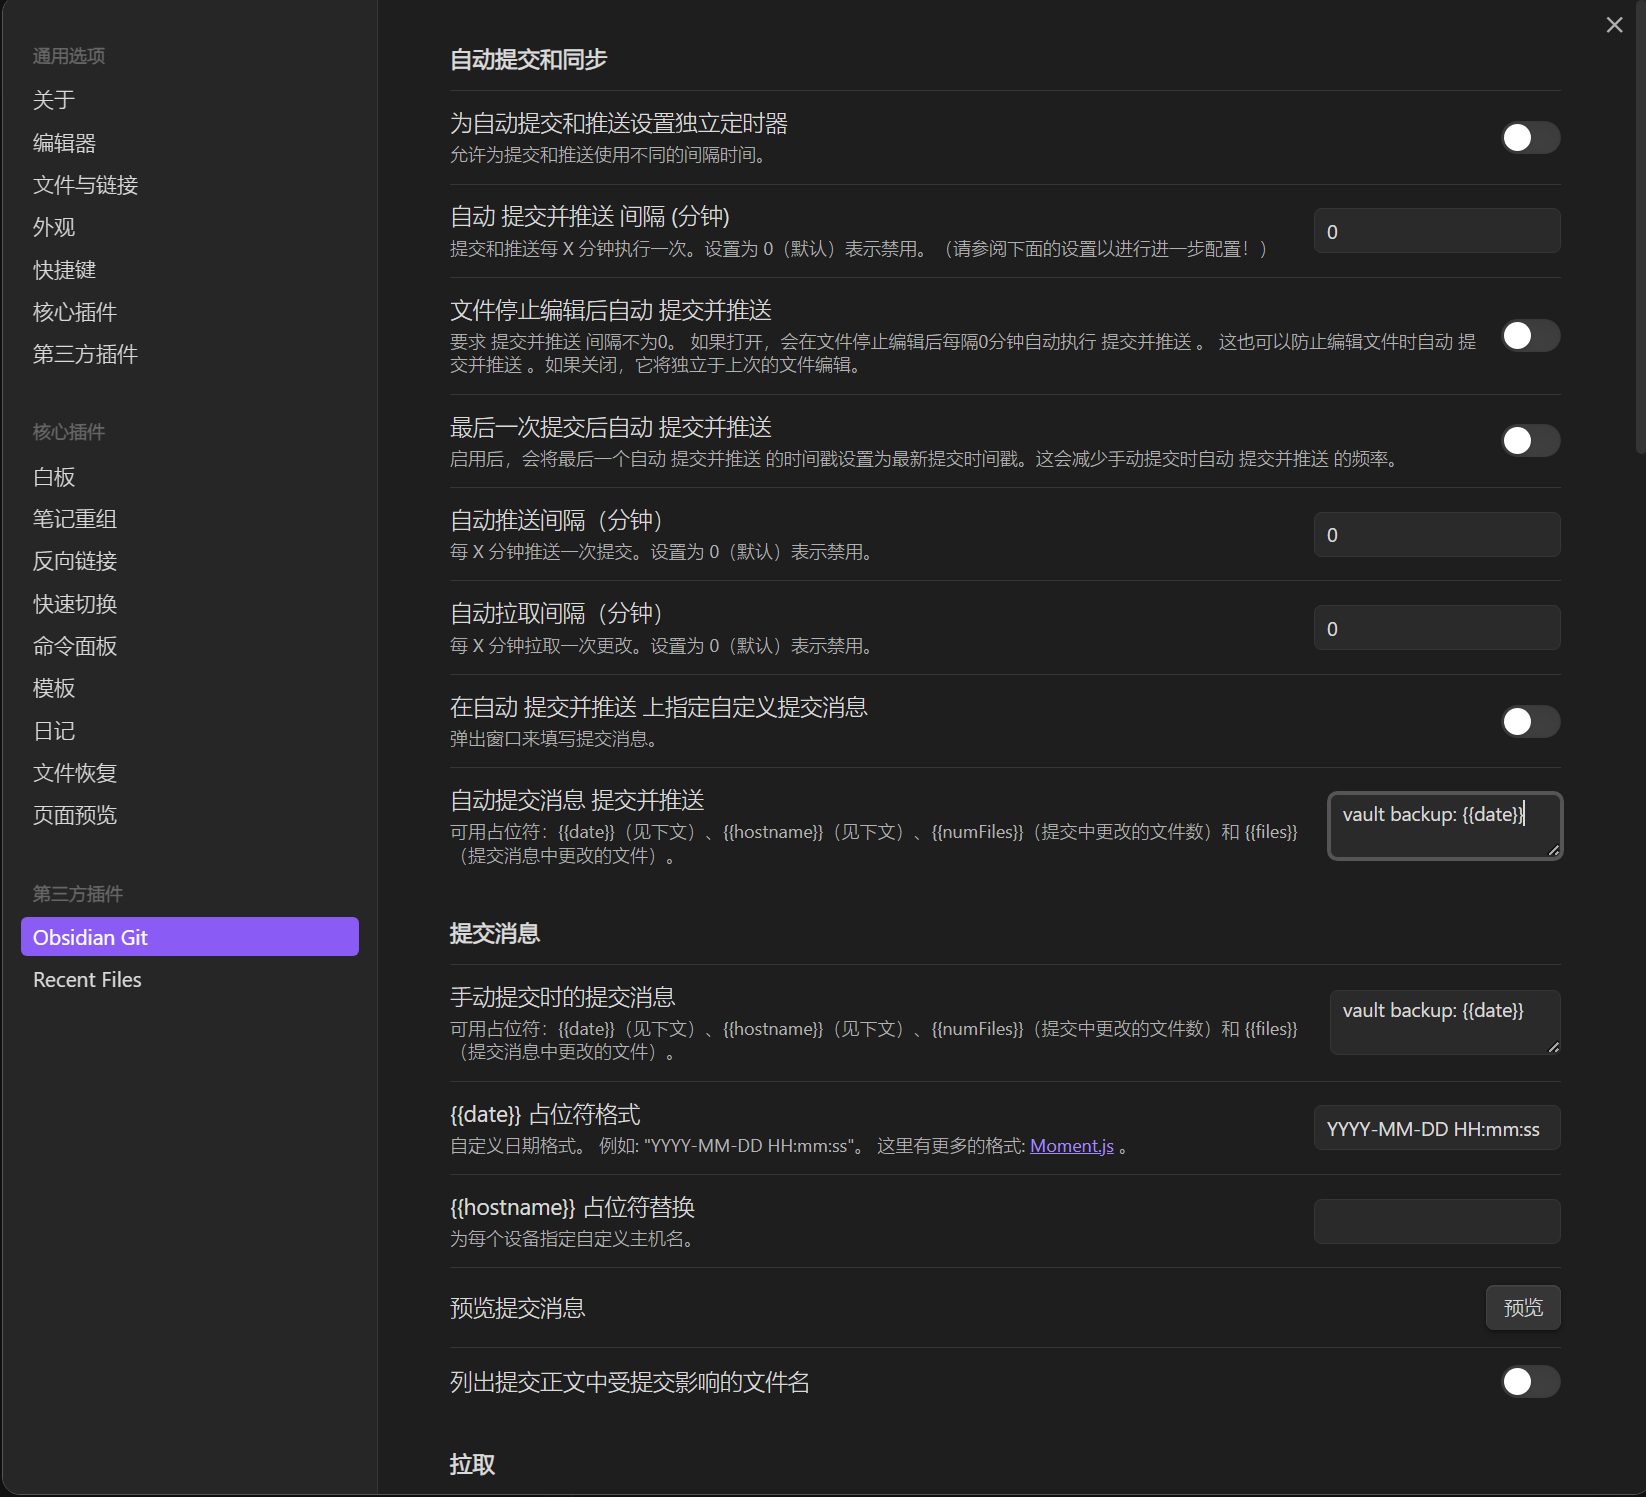 通用选项
关于
编辑器
文件与链接
外观
快捷键
核心插件
第三方插件
核心插件
白板
笔记重组
反向链接
快速切换
命令面板
模板
日记
文件恢复
页面预览
第三方插件
Obsidian Git
Recent Files
自动提交和同步
为自动提交和推送设置独立定时器
允许为提交和推送使用不同的间隔时间。
自动 提交并推送 间隔 (分钟)
提交和推送每 X 分钟执行一次。设置为 0（默认）表示禁用。（请参阅下面的设置以进行进一步配置！）
0
文件停止编辑后自动 提交并推送
要求 提交并推送 间隔不为0。 如果打开，会在文件停止编辑后每隔0分钟自动执行 提交并推送 。 这也可以防止编辑文件时自动 提
交并推送 。如果关闭，它将独立于上次的文件编辑。
最后一次提交后自动 提交并推送
启用后，会将最后一个自动 提交并推送 的时间戳设置为最新提交时间戳。这会减少手动提交时自动 提交并推送 的频率。
自动推送间隔（分钟）
每 X 分钟推送一次提交。设置为 0（默认）表示禁用。
0
自动拉取间隔（分钟）
每 X 分钟拉取一次更改。设置为 0（默认）表示禁用。
0
在自动 提交并推送 上指定自定义提交消息
弹出窗口来填写提交消息。
自动提交消息 提交并推送
可用占位符：{{date}}（见下文）、{{hostname}}（见下文）、{{numFiles}}（提交中更改的文件数）和 {{files}}
（提交消息中更改的文件）。
vault backup: {{date}}
提交消息
手动提交时的提交消息
可用占位符：{{date}}（见下文）、{{hostname}}（见下文）、{{numFiles}}（提交中更改的文件数）和 {{files}}
（提交消息中更改的文件）。
vault backup: {{date}}
{{date}} 占位符格式
自定义日期格式。 例如: "YYYY-MM-DD HH:mm:ss"。 这里有更多的格式: Moment.js 。
YYYY-MM-DD HH:mm:ss
{{hostname}} 占位符替换
为每个设备指定自定义主机名。
预览提交消息
预览
列出提交正文中受提交影响的文件名
拉取